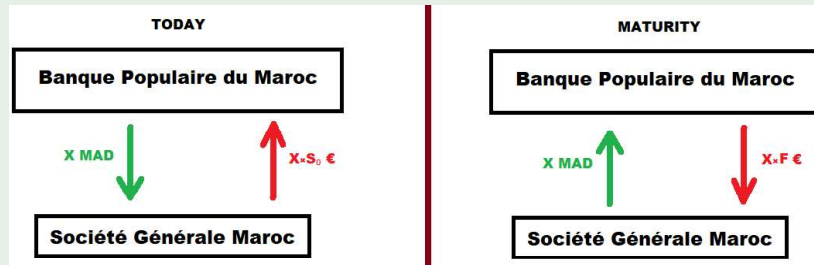 TODAY
Banque Populaire du Maroc
X MAD
X×S₀ €
Société Générale Maroc
MATURITY
Banque Populaire du Maroc
X MAD
X×F €
Société Générale Maroc